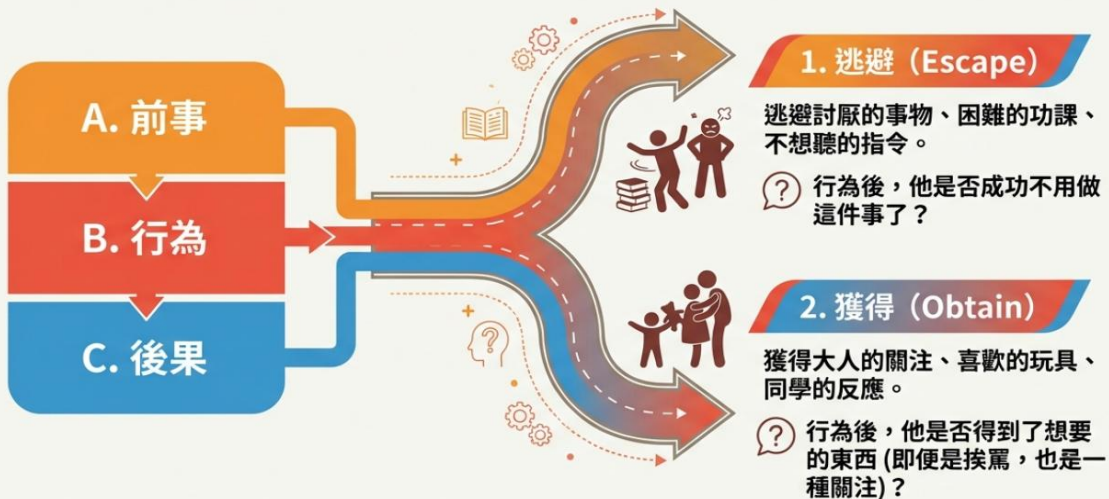 A. 前事
B. 行為
C. 後果
1. 逃避（Escape）
逃避討厭的事物、困難的功課、
不想聽的指令。
? 行為後，他是否成功不用做
這件事了？
2. 獲得（Obtain）
獲得大人的關注、喜歡的玩具、
同學的反應。
? 行為後，他是否得到了想要
的東西 (即便是挨罵，也是一
種關注)？